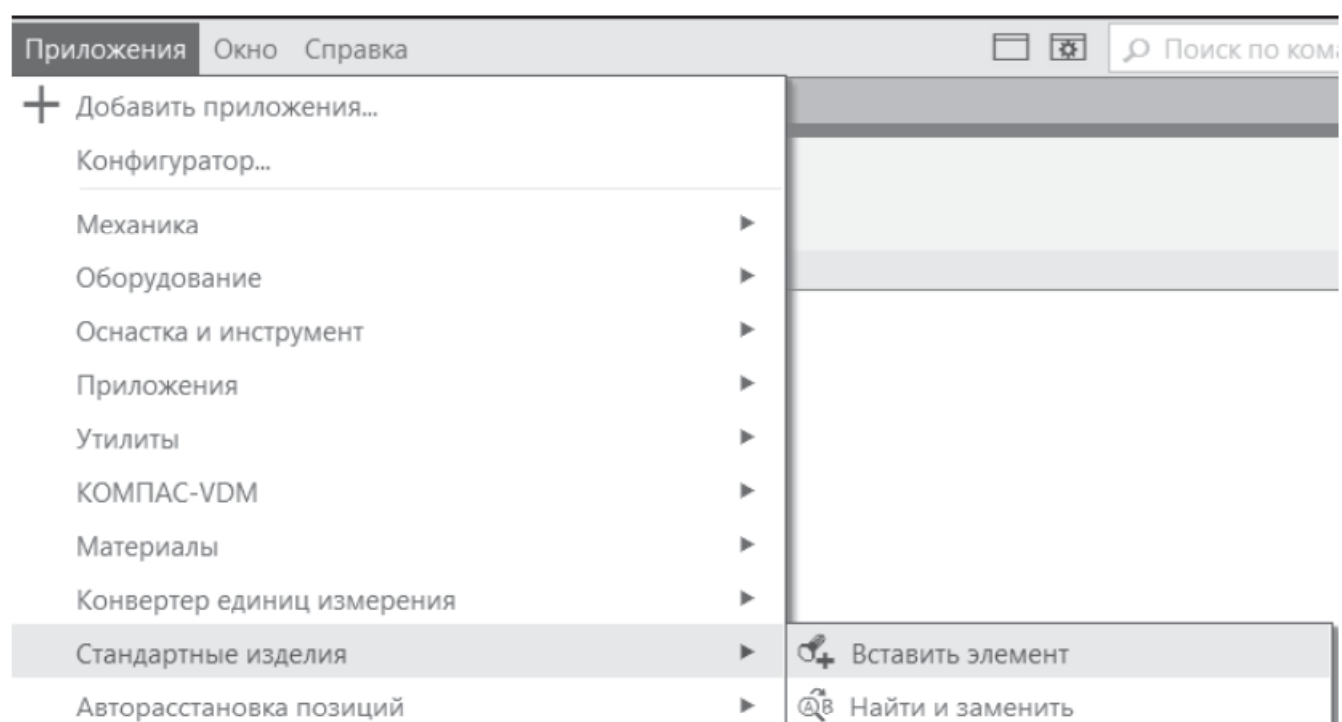 Приложения Окно Справка Поиск по кома
Добавить приложения...
Конфигуратор...
Механика
Оборудование
Оснастка и инструмент
Приложения
Утилиты
КОМПАС-VDM
Материалы
Конвертер единиц измерения
Стандартные изделия Вставить элемент
Авторасстановка позиций Найти и заменить